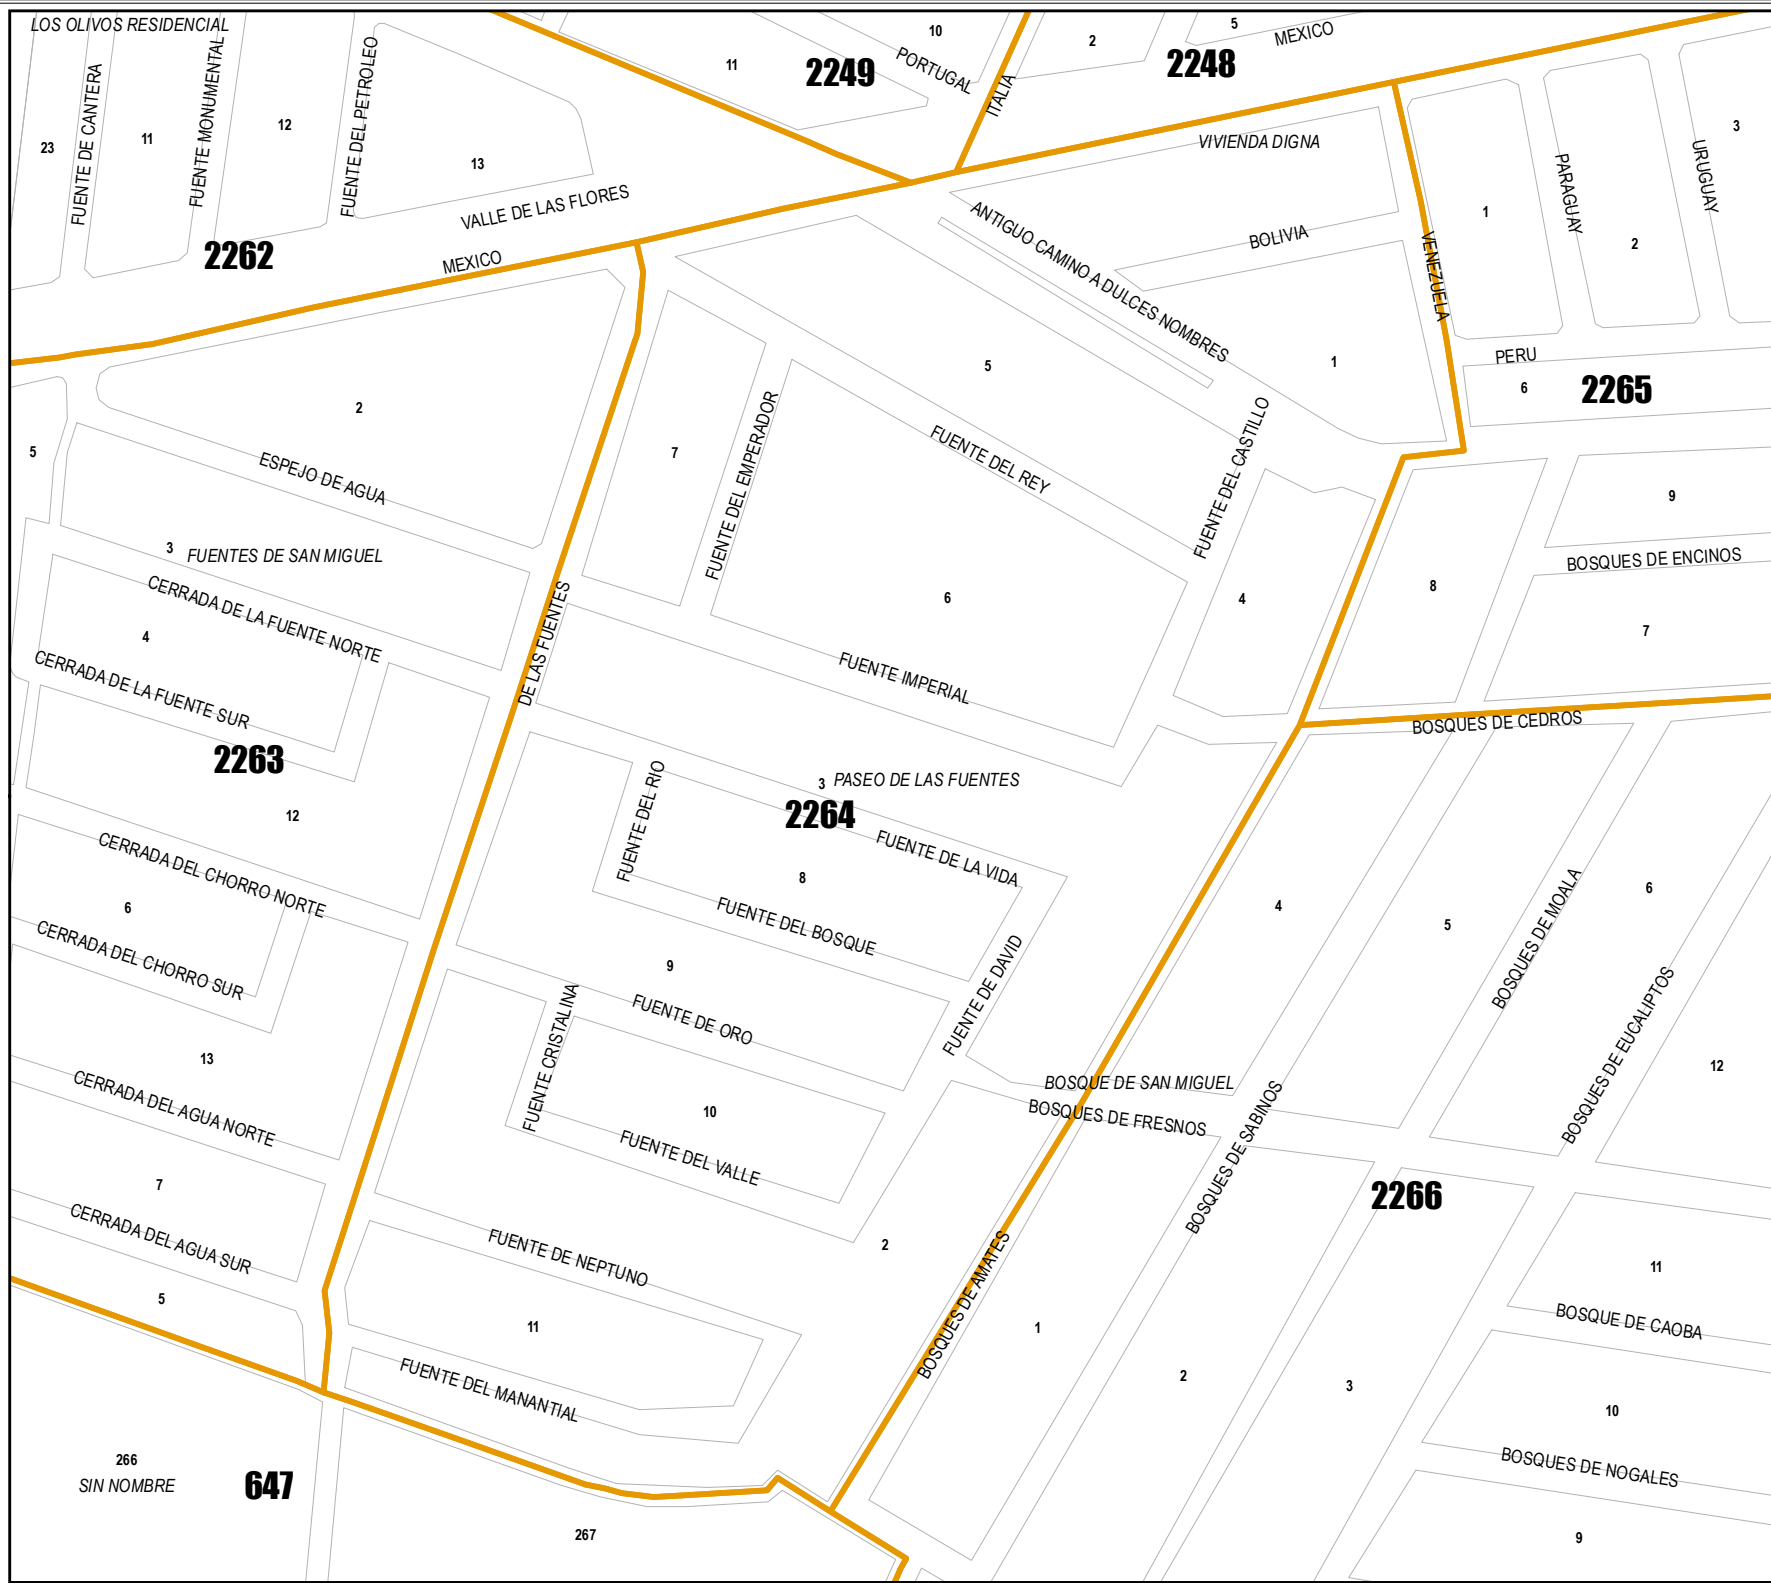 LOS OLIVOS RESIDENCIAL
10
2
5
MEXICO
PORTUGAL
11
2249
2248
ITALIA
FUENTE DE CANTERA
FUENTE MONUMENTAL
FUENTE DEL PETROLEO
23
11
12
13
VIVIENDA DIGNA
3
URUGUAY
PARAGUAY
1
2
VALLE DE LAS FLORES
ANTIGUO CAMINO A DULCES NOMBRES
BOLIVIA
VENEZUELA
2262
MEXICO
PERU
6
2265
5
1
2
5
ESPEJO DE AGUA
7
FUENTE DEL EMPERADOR
FUENTE DEL REY
FUENTE DEL CASTILLO
9
3
FUENTES DE SAN MIGUEL
BOSQUES DE ENCINOS
8
7
CERRADA DE LA FUENTE NORTE
4
6
4
DE LAS FUENTES
CERRADA DE LA FUENTE SUR
FUENTE IMPERIAL
BOSQUES DE CEDROS
2263
3
PASEO DE LAS FUENTES
2264
12
FUENTE DEL RIO
FUENTE DE LA VIDA
CERRADA DEL CHORRO NORTE
8
6
FUENTE DEL BOSQUE
4
5
6
BOSQUES DE MOALA
CERRADA DEL CHORRO SUR
9
FUENTE DE DAVID
FUENTE DE ORO
FUENTE CRISTALINA
BOSQUES DE EUCALIPTOS
13
12
CERRADA DEL AGUA NORTE
BOSQUE DE SAN MIGUEL
BOSQUES DE FRESNOS
10
FUENTE DEL VALLE
BOSQUES DE SABINOS
7
2266
CERRADA DEL AGUA SUR
FUENTE DE NEPTUNO
2
11
5
BOSQUES DE AMATES
BOSQUE DE CAOBA
11
1
FUENTE DEL MANANTIAL
2
3
10
266
SIN NOMBRE
647
BOSQUES DE NOGALES
267
9